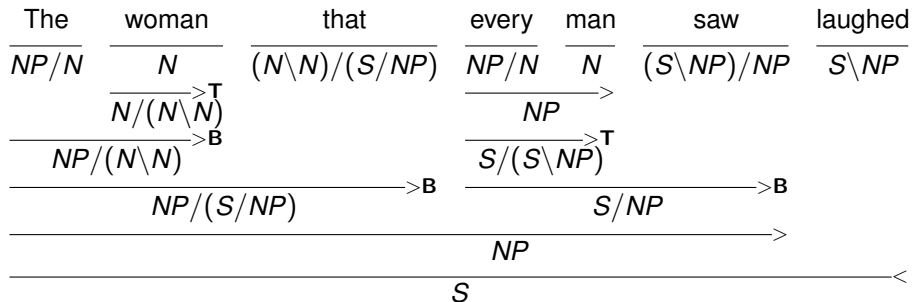 The woman that every man saw laughed
NP/N N (N\N)/(S/NP) NP/N N (S\NP)/NP S\NP
>T >
N/(N\N) NP
>B >T
NP/(N\N) S/(S\NP)
>B >B
NP/(S/NP) S/NP
>
NP
<
S